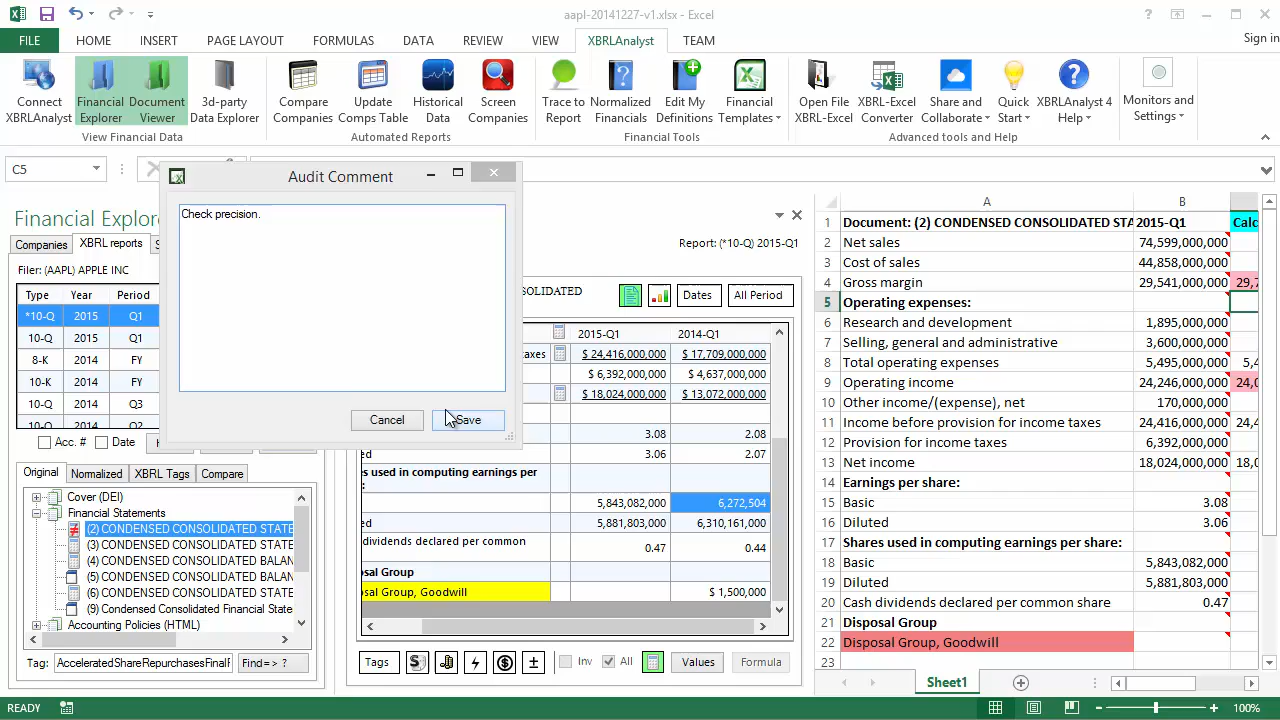 aapl-20141227-v1.xlsx - Excel
FILE HOME INSERT PAGE LAYOUT FORMULAS DATA REVIEW VIEW XBRLAnalyst TEAM Sign in
Connect XBRLAnalyst
Financial Explorer
Document Viewer
3d-party Data Explorer
Compare Companies
Update Comps Table
Historical Data
Screen Companies
Trace to Report
Normalized Financials
Edit My Definitions
Financial Templates
Open File XBRL-Excel
XBRL-Excel Converter
Share and Collaborate
Quick Start
XBRLAnalyst 4 Help
Monitors and Settings
View Financial Data
Automated Reports
Financial Tools
Advanced tools and Help
C5
Audit Comment
Check precision.
Cancel Save
Financial Explor
Companies XBRL reports
Filer: (AAPL) APPLE INC
Type Year Period
*10-Q 2015 Q1
10-Q 2015 Q1
8-K 2014 FY
10-K 2014 FY
10-Q 2014 Q3
10-Q 2014 Q2
Acc. # Date
Original Normalized XBRL Tags Compare
Cover (DEI)
Financial Statements
(2) CONDENSED CONSOLIDATED STATE
(3) CONDENSED CONSOLIDATED STATE
(4) CONDENSED CONSOLIDATED BALAN
(5) CONDENSED CONSOLIDATED BALAN
(6) CONDENSED CONSOLIDATED STATE
(9) Condensed Consolidated Financial State
Accounting Policies (HTML)
Tag: AcceleratedShareRepurchasesFinalF Find=> ?
Report: (*10-Q) 2015-Q1
ONSOLIDATED Dates All Period
2015-Q1 2014-Q1
axes $ 24,416,000,000 $ 17,709,000,000
$ 6,392,000,000 $ 4,637,000,000
$ 18,024,000,000 $ 13,072,000,000
3.08 2.08
3.06 2.07
s used in computing earnings per
:
5,843,082,000 6,272,504
ed 5,881,803,000 6,310,161,000
dividends declared per common
0.47 0.44
osal Group
sal Group, Goodwill $ 1,500,000
Tags Inv All Values Formula
A B
1 Document: (2) CONDENSED CONSOLIDATED STA 2015-Q1 Calc
2 Net sales 74,599,000,000
3 Cost of sales 44,858,000,000
4 Gross margin 29,541,000,000 29,7
5 Operating expenses:
6 Research and development 1,895,000,000
7 Selling, general and administrative 3,600,000,000
8 Total operating expenses 5,495,000,000 5,4
9 Operating income 24,246,000,000 24,0
10 Other income/(expense), net 170,000,000
11 Income before provision for income taxes 24,416,000,000 24,4
12 Provision for income taxes 6,392,000,000
13 Net income 18,024,000,000 18,0
14 Earnings per share:
15 Basic 3.08
16 Diluted 3.06
17 Shares used in computing earnings per share:
18 Basic 5,843,082,000
19 Diluted 5,881,803,000
20 Cash dividends declared per common share 0.47
21 Disposal Group
22 Disposal Group, Goodwill
23
Sheet1
READY 100%